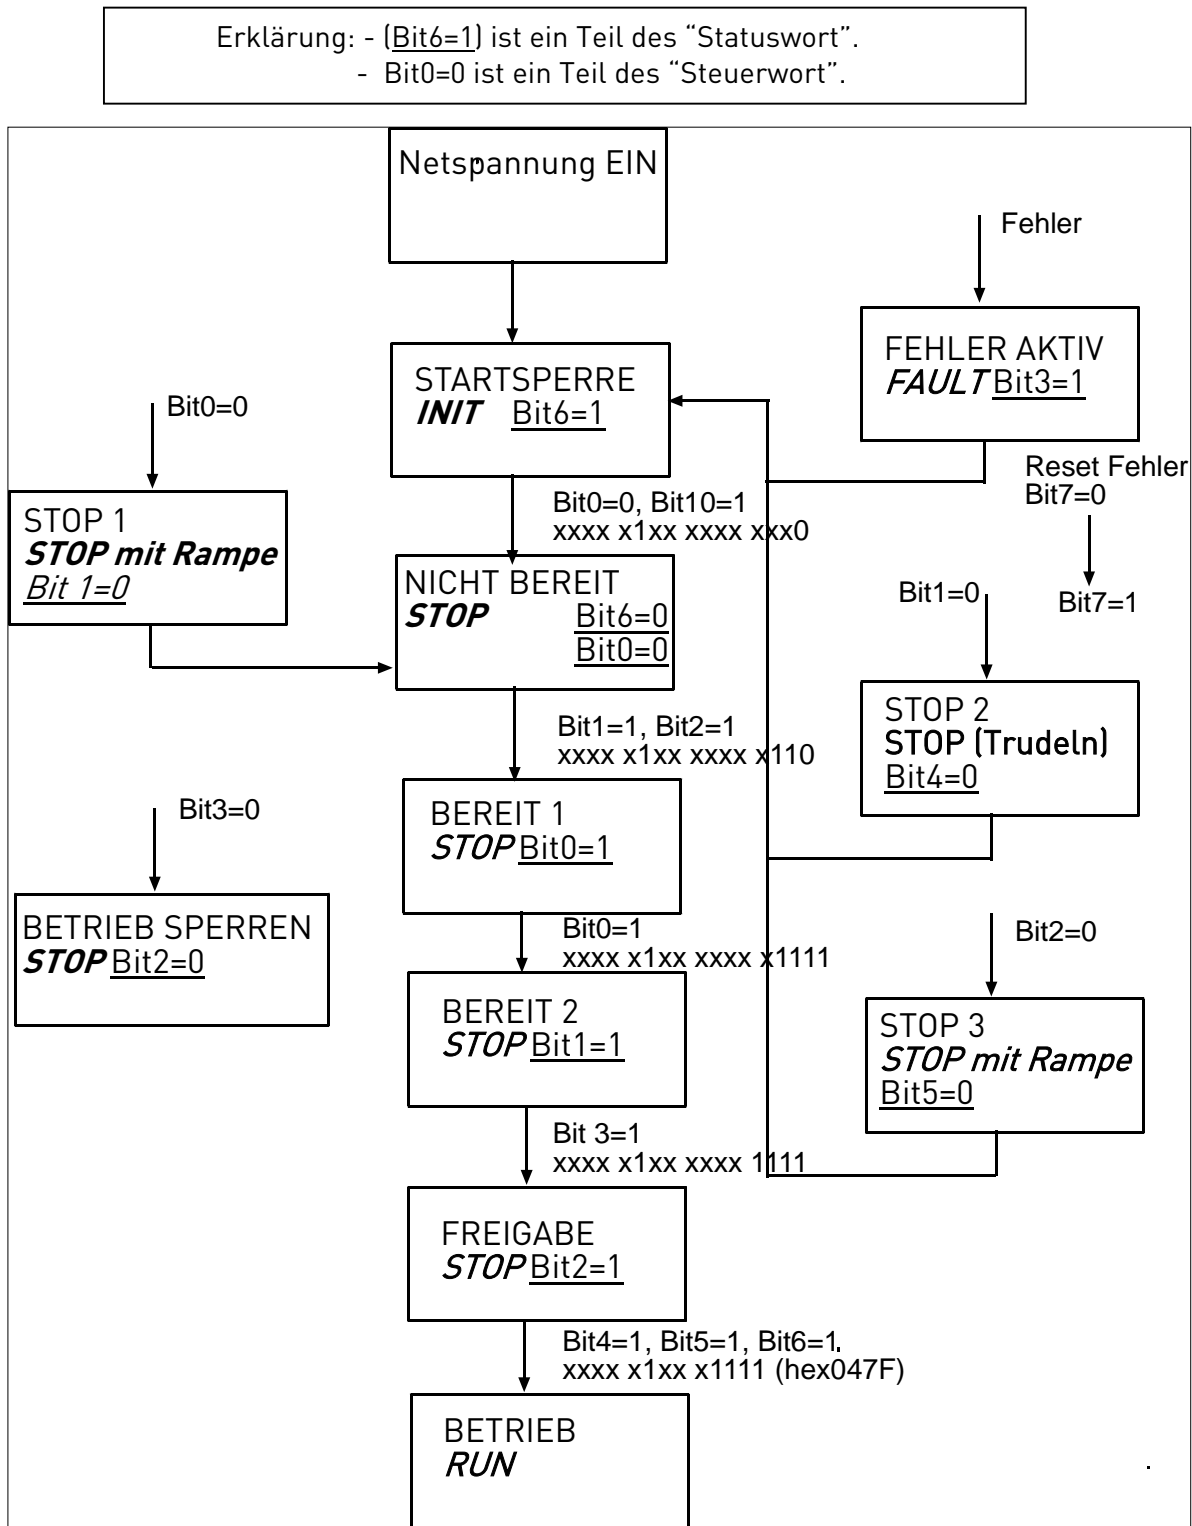 Erklärung: - (Bit6=1) ist ein Teil des “Statuswort”.
- Bit0=0 ist ein Teil des “Steuerwort”.
Netspannung EIN
Fehler
FEHLER AKTIV
FAULT Bit3=1
STARTSPERRE
INIT Bit6=1
Bit0=0
Reset Fehler
Bit7=0
Bit7=1
STOP 1
STOP mit Rampe
Bit 1=0
Bit0=0, Bit10=1
xxxx x1xx xxxx xxx0
NICHT BEREIT
STOP Bit6=0
Bit0=0
Bit1=0
STOP 2
STOP (Trudeln)
Bit4=0
Bit1=1, Bit2=1
xxxx x1xx xxxx x110
BEREIT 1
STOP Bit0=1
Bit3=0
BETRIEB SPERREN
STOP Bit2=0
Bit0=1
xxxx x1xx xxxx x1111
Bit2=0
BEREIT 2
STOP Bit1=1
STOP 3
STOP mit Rampe
Bit5=0
Bit 3=1
xxxx x1xx xxxx 1111
FREIGABE
STOP Bit2=1
Bit4=1, Bit5=1, Bit6=1.
xxxx x1xx x1111 (hex047F)
BETRIEB
RUN